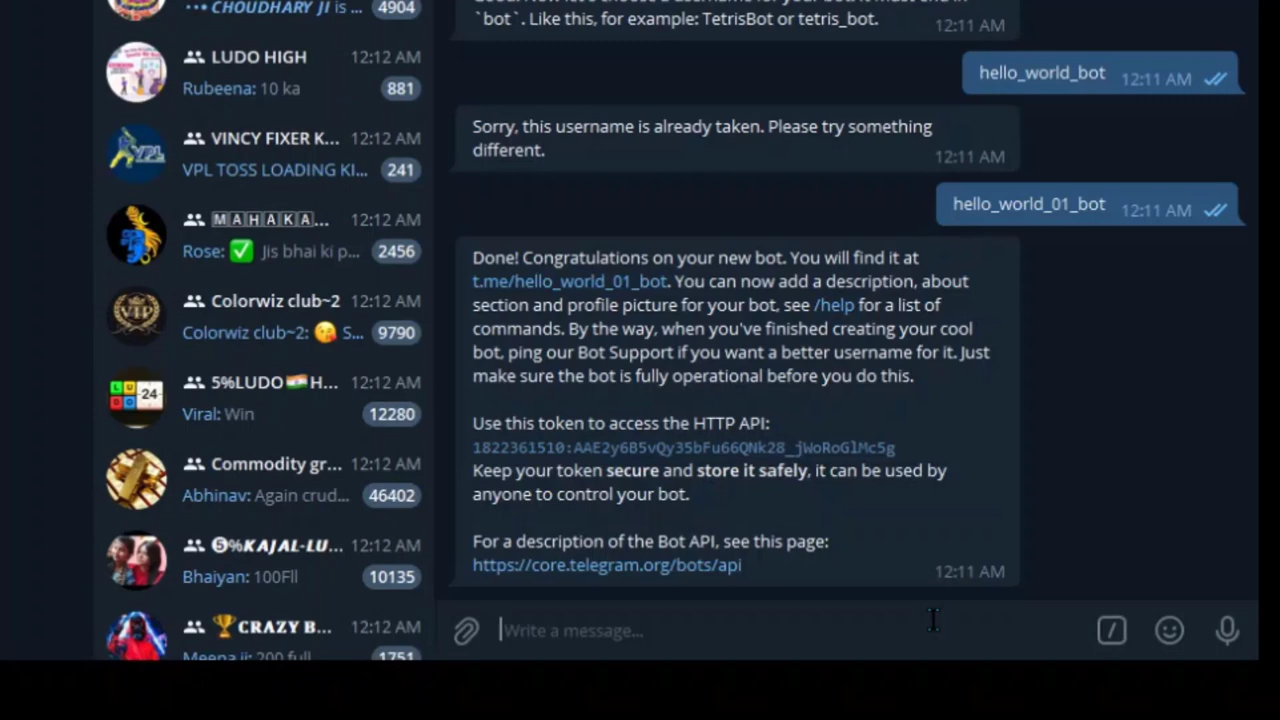 CHOUDHARY JI is ...
4904
LUDO HIGH 12:12 AM
Rubeena: 10 ka 881
VINCY FIXER K... 12:12 AM
VPL TOSS LOADING KI... 241
🄼🄰🄷🄰🄺🄰... 12:12 AM
Rose: ✅ Jis bhai ki p... 2456
Colorwiz club~2 12:12 AM
Colorwiz club~2: 😘 S... 9790
5%LUDO🇮🇳H... 12:12 AM
Viral: Win 12280
Commodity gr... 12:12 AM
Abhinav: Again crud... 46402
❺%𝑲𝑨𝑱𝑨𝑳-𝑳𝑼... 12:12 AM
Bhaiyan: 100Fll 10135
🏆𝐂𝐑𝐀𝐙𝐘 𝐁... 12:12 AM
Meena ji: 200 full 1751
`bot`. Like this, for example: TetrisBot or tetris_bot.
12:11 AM
hello_world_bot 12:11 AM
Sorry, this username is already taken. Please try something
different.
12:11 AM
hello_world_01_bot 12:11 AM
Done! Congratulations on your new bot. You will find it at
t.me/hello_world_01_bot. You can now add a description, about
section and profile picture for your bot, see /help for a list of
commands. By the way, when you've finished creating your cool
bot, ping our Bot Support if you want a better username for it. Just
make sure the bot is fully operational before you do this.
Use this token to access the HTTP API:
1822361510:AAE2y6B5vQy35bFu66QNk28_jWoRoGlMc5g
Keep your token secure and store it safely, it can be used by
anyone to control your bot.
For a description of the Bot API, see this page:
https://core.telegram.org/bots/api
12:11 AM
Write a message...